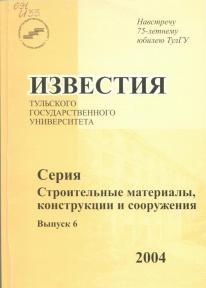 Навстречу
75-летнему
юбилею ТулГУ
ИЗВЕСТИЯ
ТУЛЬСКОГО
ГОСУДАРСТВЕННОГО
УНИВЕРСИТЕТА
Серия
Строительные материалы,
конструкции и сооружения
Выпуск 6
2004